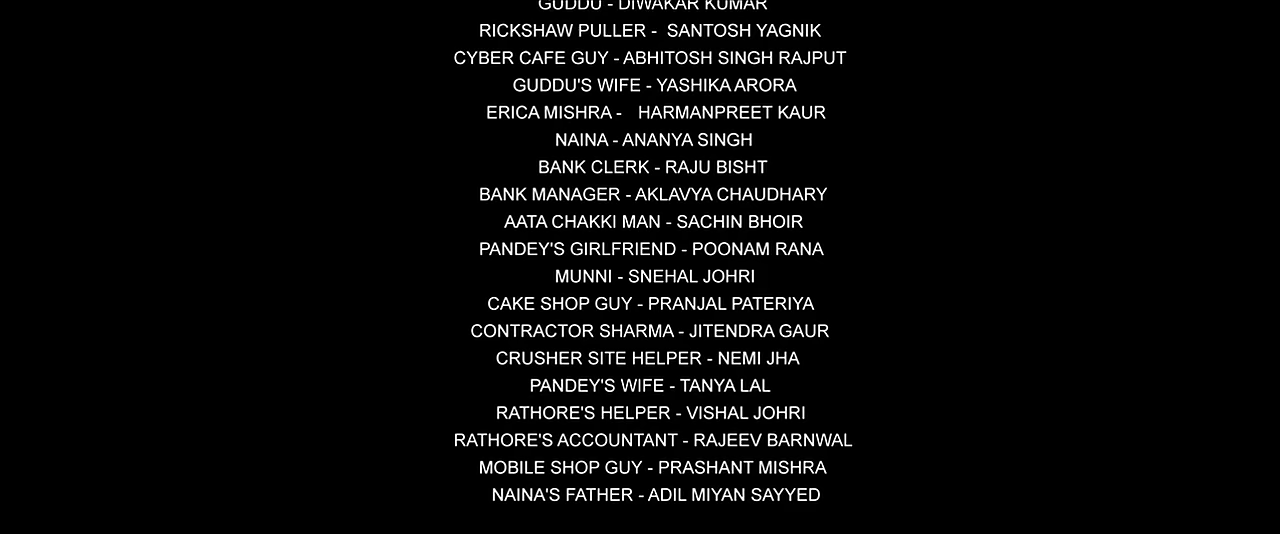 GUDDU - DIWAKAR KUMAR
RICKSHAW PULLER - SANTOSH YAGNIK
CYBER CAFE GUY - ABHITOSH SINGH RAJPUT
GUDDU'S WIFE - YASHIKA ARORA
ERICA MISHRA - HARMANPREET KAUR
NAINA - ANANYA SINGH
BANK CLERK - RAJU BISHT
BANK MANAGER - AKLAVYA CHAUDHARY
AATA CHAKKI MAN - SACHIN BHOIR
PANDEY'S GIRLFRIEND - POONAM RANA
MUNNI - SNEHAL JOHRI
CAKE SHOP GUY - PRANJAL PATERIYA
CONTRACTOR SHARMA - JITENDRA GAUR
CRUSHER SITE HELPER - NEMI JHA
PANDEY'S WIFE - TANYA LAL
RATHORE'S HELPER - VISHAL JOHRI
RATHORE'S ACCOUNTANT - RAJEEV BARNWAL
MOBILE SHOP GUY - PRASHANT MISHRA
NAINA'S FATHER - ADIL MIYAN SAYYED